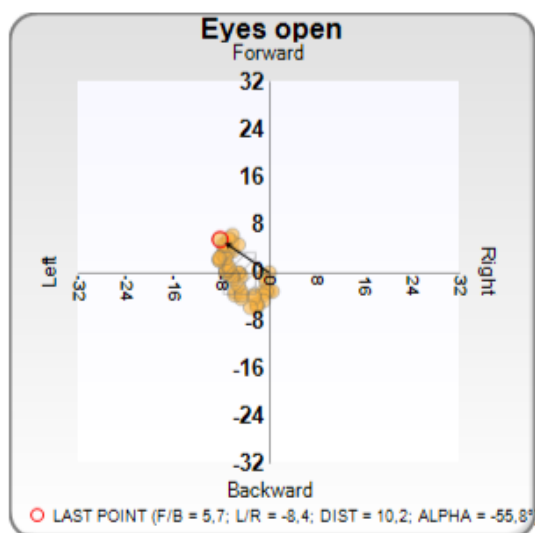 Eyes open
Forward
32
24
16
8
Left
-32 -24 -16 -8 0 0 8 16 24 32
Right
-8
-16
-24
-32
Backward
LAST POINT (F/B = 5,7; L/R = -8,4; DIST = 10,2; ALPHA = -55,8°